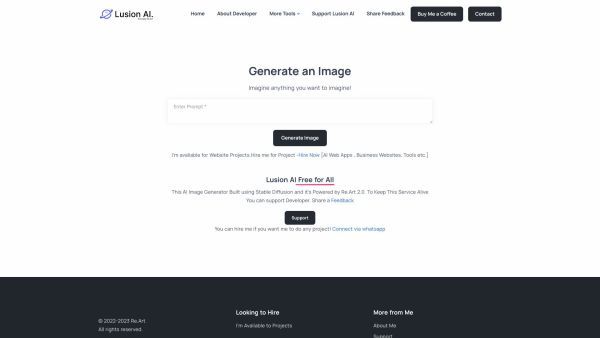 Lusion AI.
Home
About Developer
More Tools
Support Lusion AI
Share Feedback
Buy Me a Coffee
Contact
Generate an Image
Imagine anything you want to imagine!
Enter Prompt *
Generate Image
I'm available for Website Projects.Hire me for Project -Hire Now [AI Web Apps , Business Websites, Tools etc.]
Lusion AI Free for All
This AI Image Generator Built using Stable Diffusion and it's Powered by Re.Art 2.0. To Keep This Service Alive.
You can support Developer. Share a Feedback
Support
You can hire me if you want me to do any project! Connect via whatsapp
Looking to Hire
More from Me
© 2022-2023 Re.Art
All rights reserved
I'm Available to Projects
About Me
Support